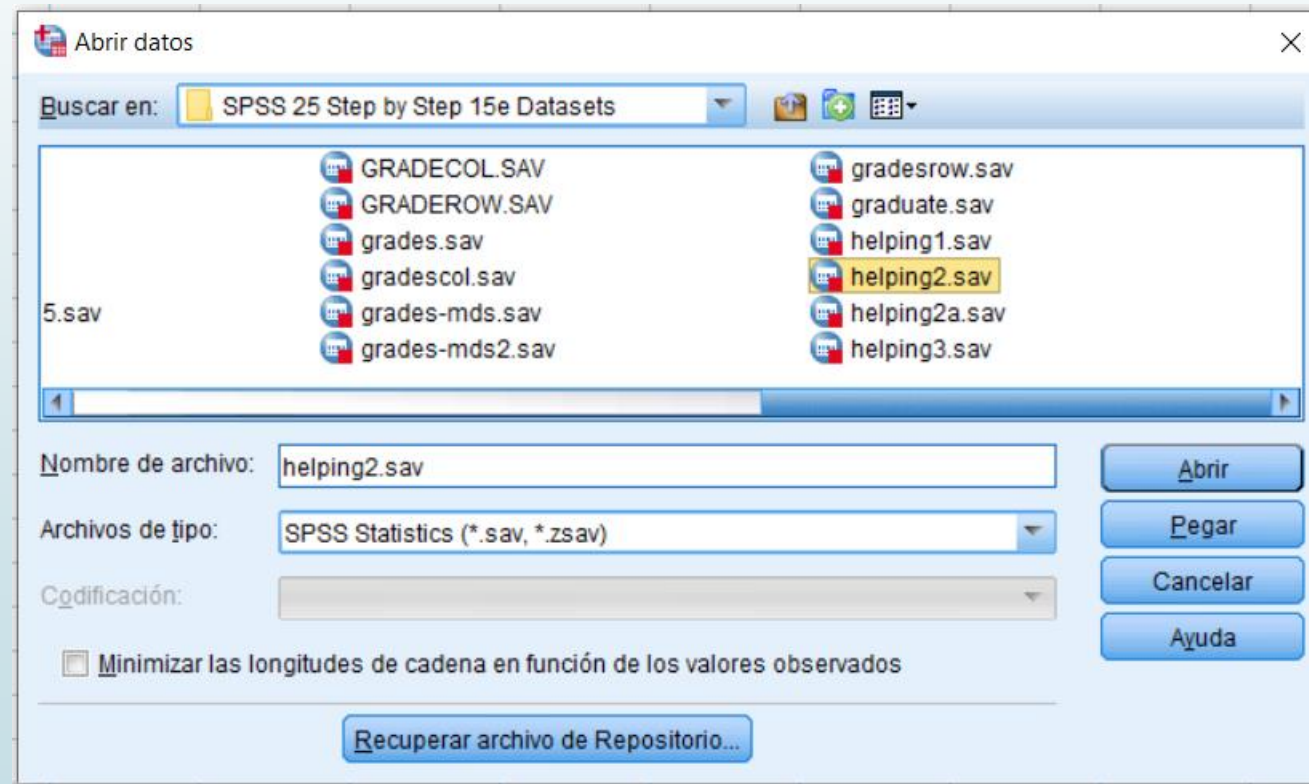 Abrir datos
Buscar en: SPSS 25 Step by Step 15e Datasets
5.sav
GRADECOL.SAV
GRADEROW.SAV
grades.sav
gradescol.sav
grades-mds.sav
grades-mds2.sav
gradesrow.sav
graduate.sav
helping1.sav
helping2.sav
helping2a.sav
helping3.sav
Nombre de archivo: helping2.sav
Abrir
Archivos de tipo: SPSS Statistics (*.sav, *.zsav)
Pegar
Codificación:
Cancelar
Ayuda
Minimizar las longitudes de cadena en función de los valores observados
Recuperar archivo de Repositorio...